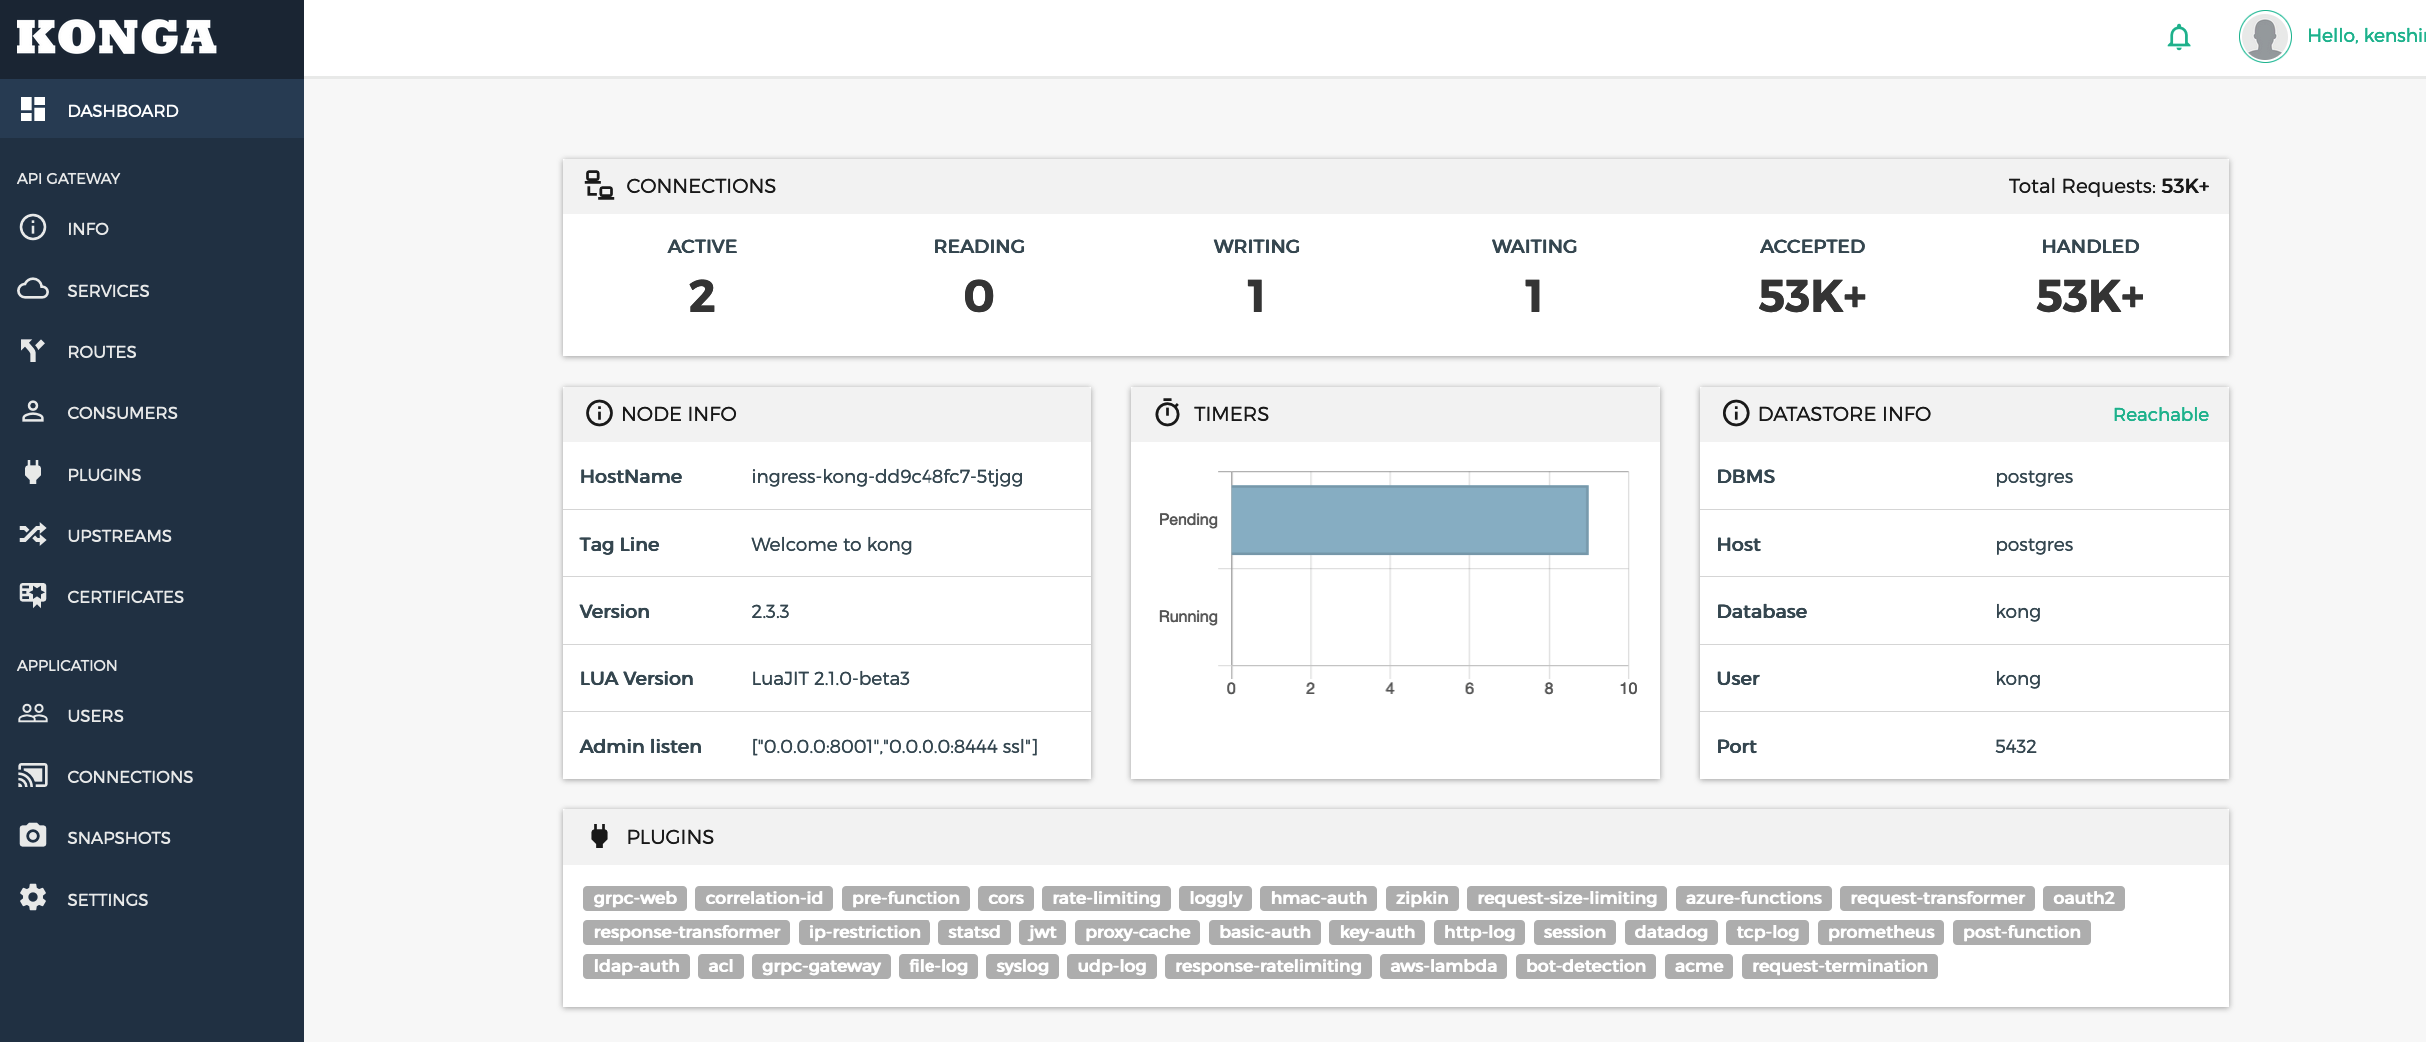 KONGA
Hello, kenshi
DASHBOARD
API GATEWAY
INFO
SERVICES
ROUTES
CONSUMERS
PLUGINS
UPSTREAMS
CERTIFICATES
APPLICATION
USERS
CONNECTIONS
SNAPSHOTS
SETTINGS
CONNECTIONS Total Requests: 53K+
ACTIVE READING WRITING WAITING ACCEPTED HANDLED
2 0 1 1 53K+ 53K+
NODE INFO
HostName ingress-kong-dd9c48fc7-5tjgg
Tag Line Welcome to kong
Version 2.3.3
LUA Version LuaJIT 2.1.0-beta3
Admin listen ["0.0.0.0:8001","0.0.0.0:8444 ssl"]
TIMERS
Pending
Running
0 2 4 6 8 10
DATASTORE INFO Reachable
DBMS postgres
Host postgres
Database kong
User kong
Port 5432
PLUGINS
grpc-web correlation-id pre-function cors rate-limiting loggly hmac-auth zipkin request-size-limiting azure-functions request-transformer oauth2
response-transformer ip-restriction statsd jwt proxy-cache basic-auth key-auth http-log session datadog tcp-log prometheus post-function
ldap-auth acl grpc-gateway file-log syslog udp-log response-ratelimiting aws-lambda bot-detection acme request-termination